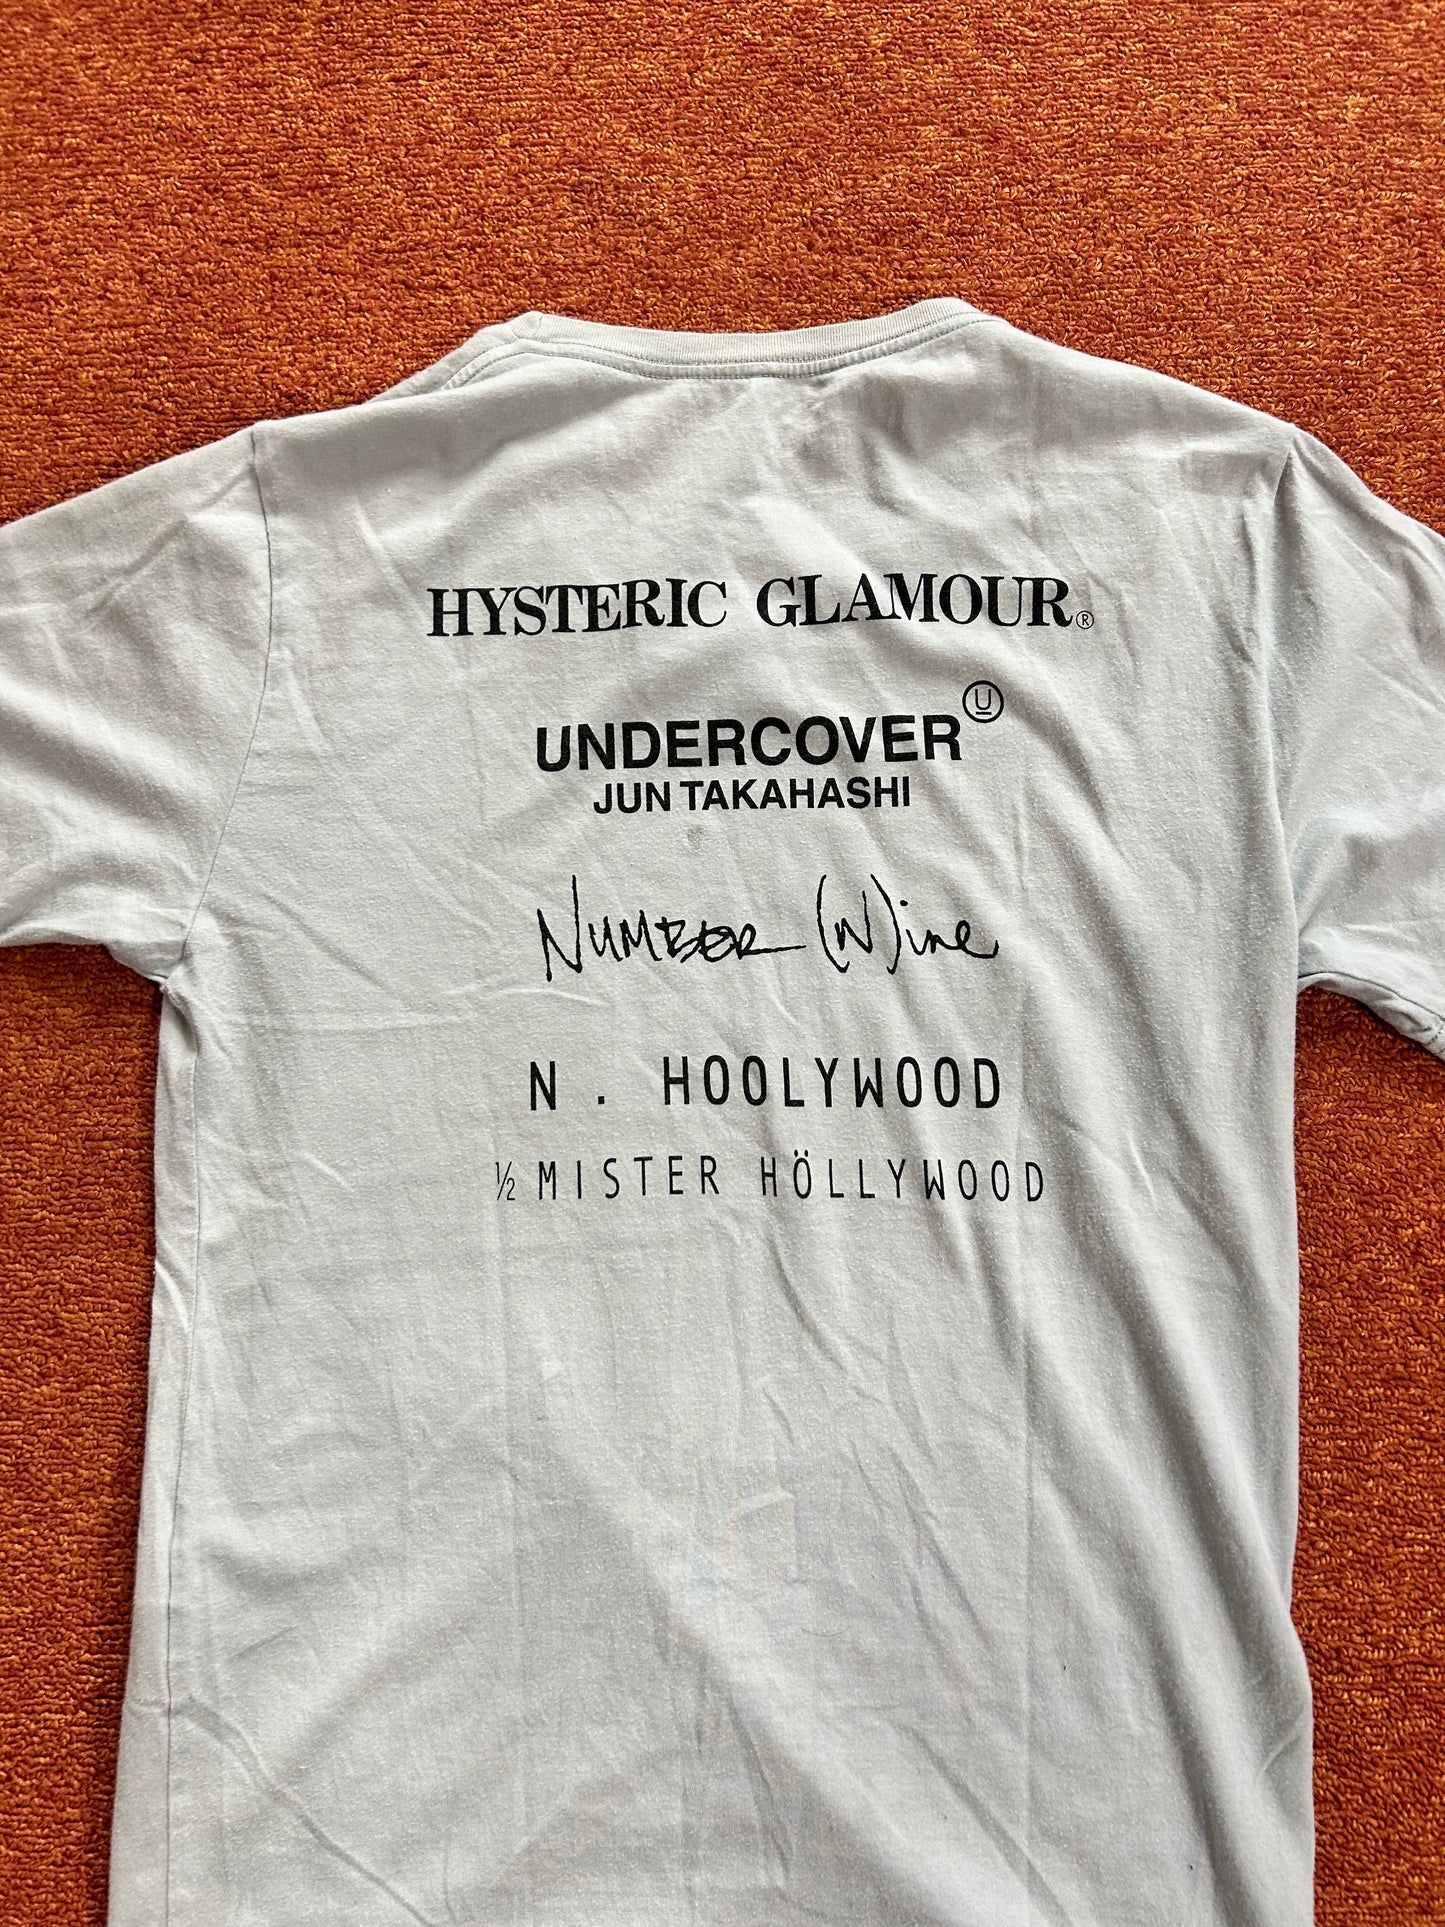 HYSTERIC GLAMOUR®
UNDERCOVER Ⓤ
JUN TAKAHASHI
NUMBER (N)ine
N . HOOLYWOOD
½ MISTER HÖLLYWOOD